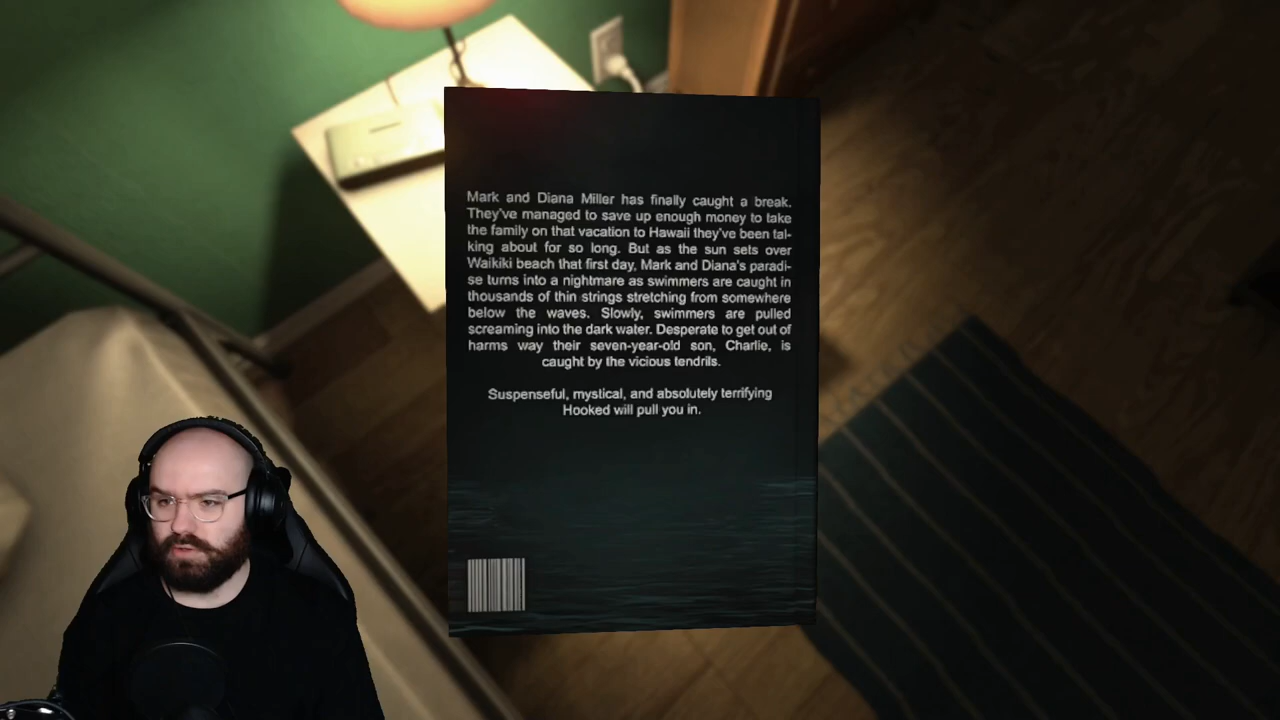 Mark and Diana Miller has finally caught a break.
They've managed to save up enough money to take
the family on that vacation to Hawaii they've been tal-
king about for so long. But as the sun sets over
Waikiki beach that first day, Mark and Diana's paradi-
se turns into a nightmare as swimmers are caught in
thousands of thin strings stretching from somewhere
below the waves. Slowly, swimmers are pulled
screaming into the dark water. Desperate to get out of
harms way their seven-year-old son, Charlie, is
caught by the vicious tendrils.
Suspenseful, mystical, and absolutely terrifying
Hooked will pull you in.